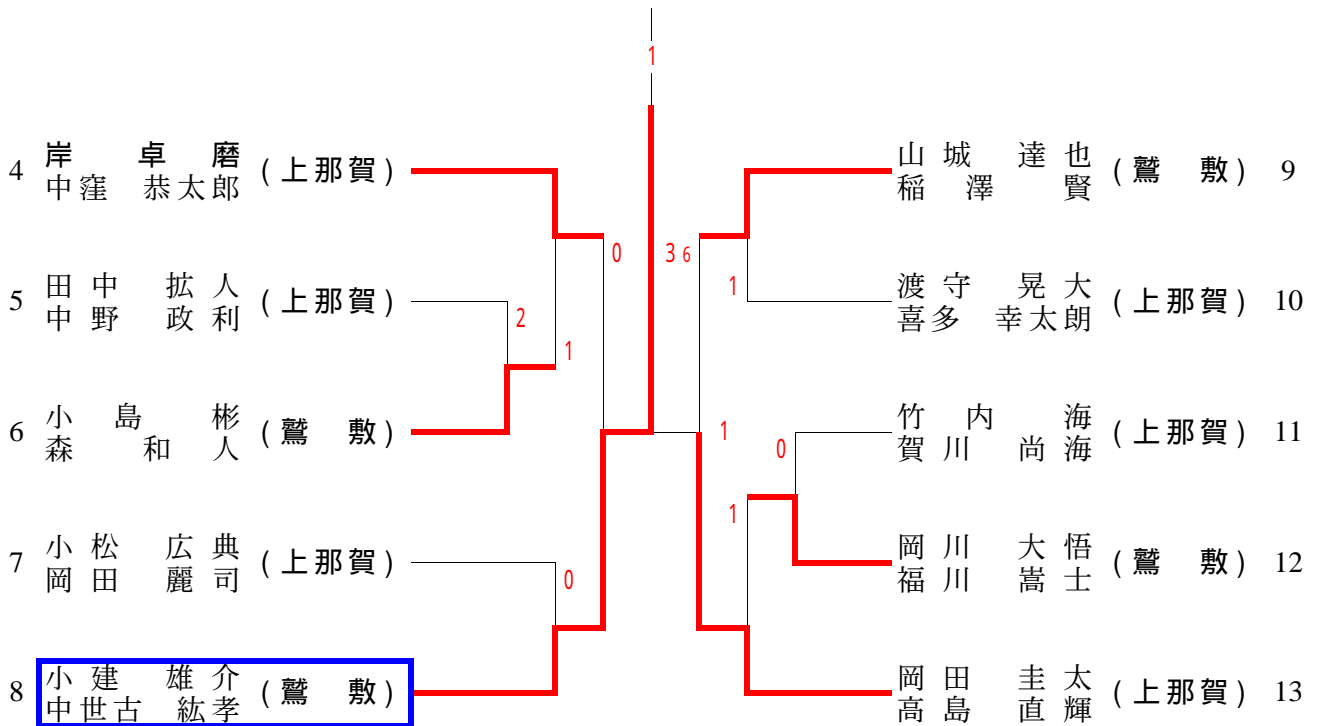 1
4 岸 卓 磨 (上那賀)
中窪 恭太郎
5 田中 拡人 (上那賀)
中野 政利
6 小島 彬 (鷲 敷)
森 和人
7 小松 広典 (上那賀)
岡田 麗司
8 小建 雄介 (鷲 敷)
中世古 紘孝
0
2
1
0
3 6
1
1
0
1
山城 達也 (鷲 敷) 9
稲澤 賢
渡守 晃大 (上那賀) 10
喜多 幸太朗
竹内 海 (上那賀) 11
賀川 尚海
岡川 大悟 (鷲 敷) 12
福川 嵩士
岡田 圭太 (上那賀) 13
高島 直輝